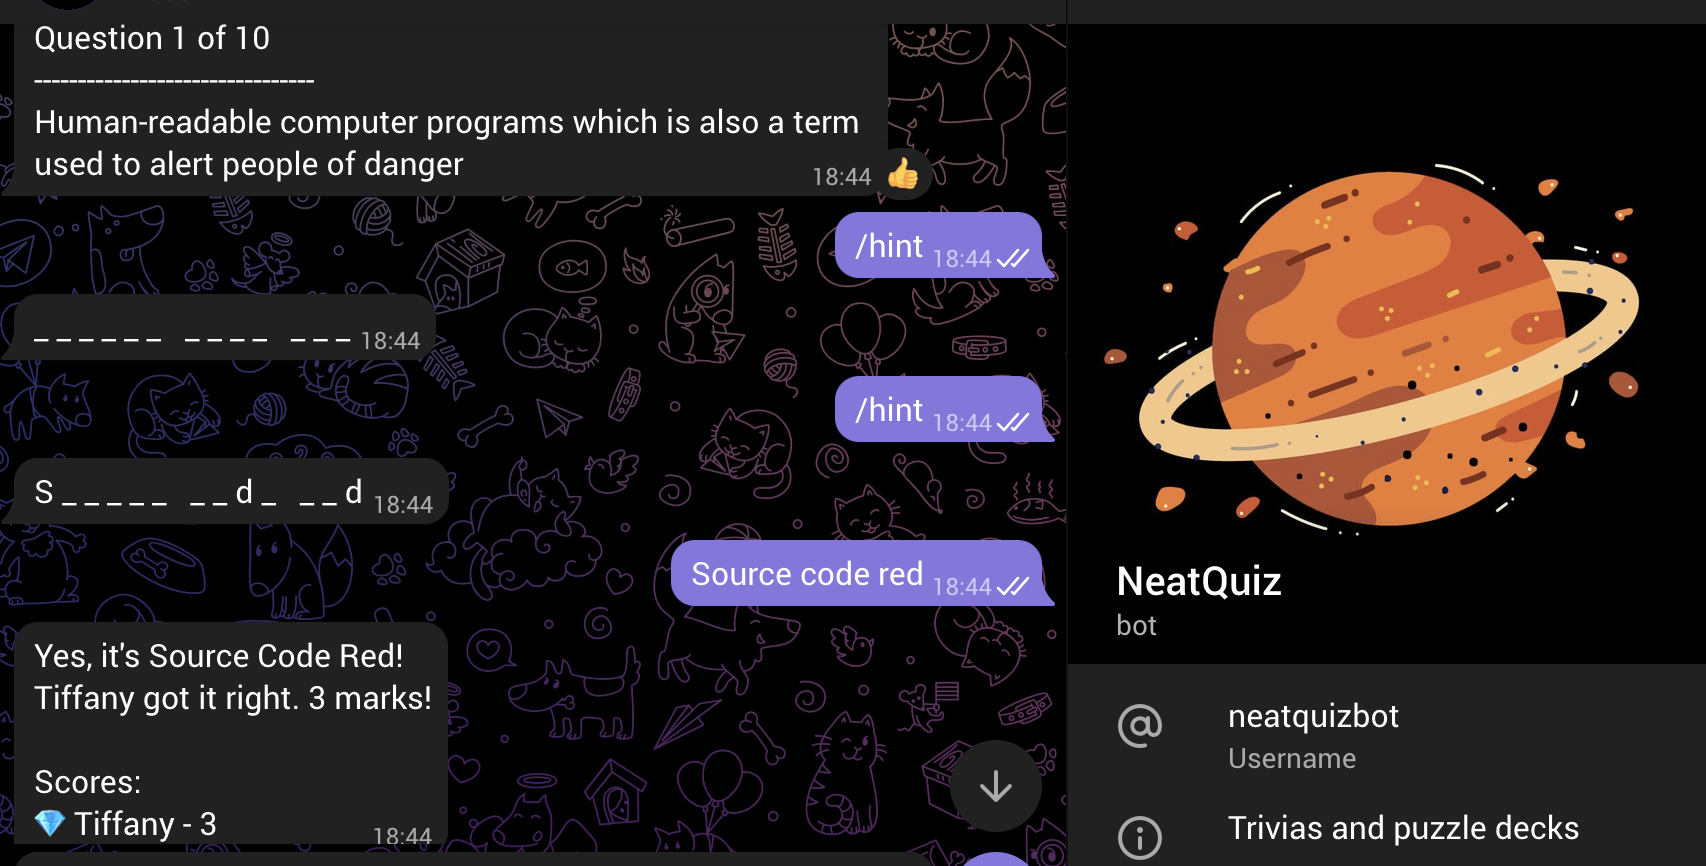 Question 1 of 10
-------------------------------
Human-readable computer programs which is also a term
used to alert people of danger
18:44
/hint 18:44
_ _ _ _ _ _  _ _ _ _  _ _ _ 18:44
/hint 18:44
S _ _ _ _ _  _ _ d _  _ _ d 18:44
Source code red 18:44
Yes, it's Source Code Red!
Tiffany got it right. 3 marks!
Scores:
💎 Tiffany - 3
18:44
NeatQuiz
bot
neatquizbot
Username
Trivias and puzzle decks